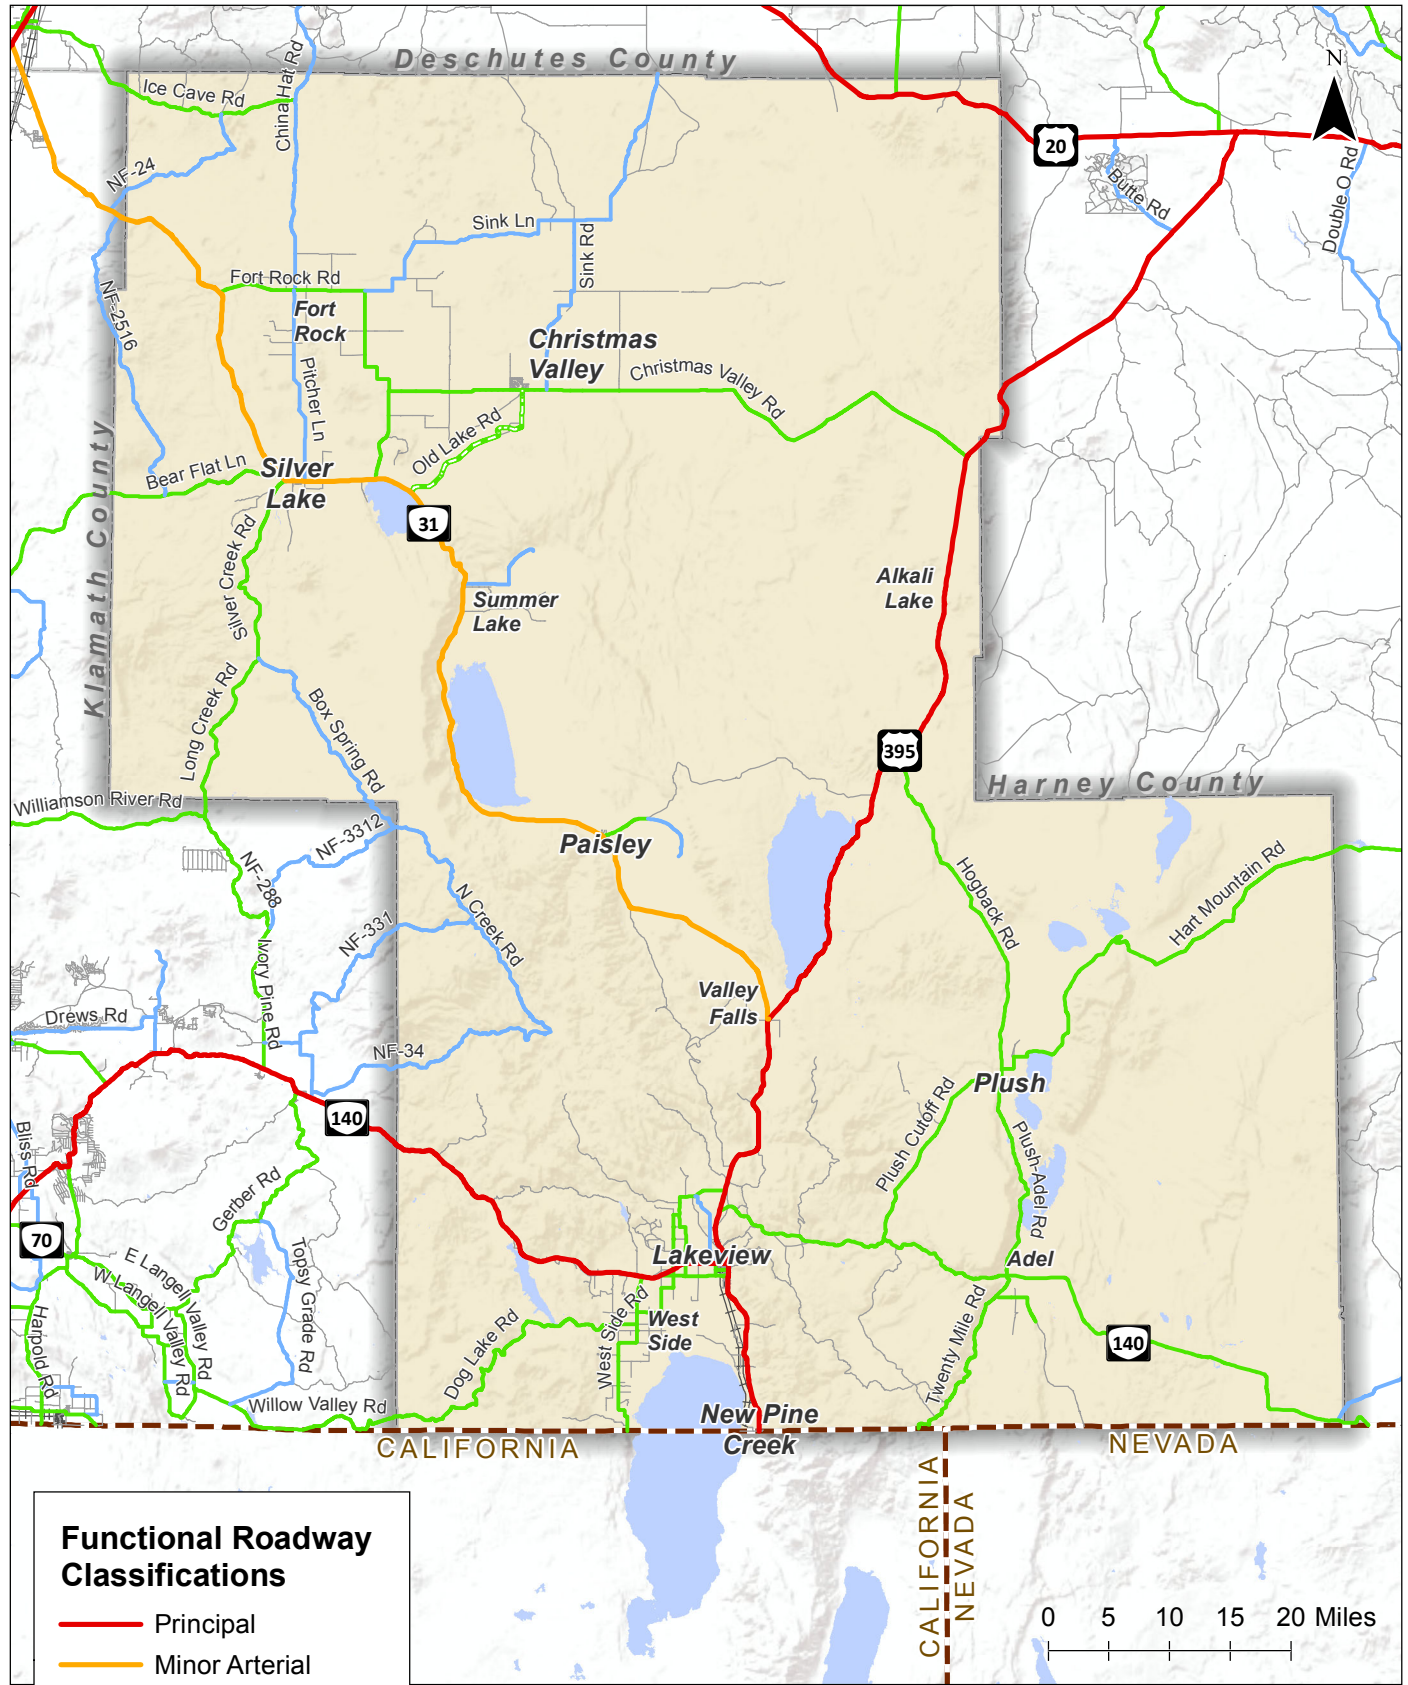 Deschutes County
N
Ice Cave Rd
China Hat Rd
20
NF-24
Butte Rd
Double O Rd
Sink Ln
Sink Rd
Fort Rock Rd
NF-2516
Fort
Rock
Christmas
Valley
Pitcher Ln
Christmas Valley Rd
Old Lake Rd
Klamath County
Bear Flat Ln
Silver
Lake
31
Silver Creek Rd
Alkali
Lake
Summer
Lake
Long Creek Rd
Box Spring Rd
395
Harney County
Williamson River Rd
NF-3312
Paisley
NF-288
N Creek Rd
Hogback Rd
Hart Mountain Rd
NF-331
Ivory Pine Rd
Valley
Falls
Drews Rd
NF-34
Plush
140
Plush Cutoff Rd
Bliss Rd
Plush-Adel Rd
Gerber Rd
70
E Langell Valley Rd
W Langell Valley Rd
Topsy Grade Rd
Lakeview
Adel
West Side Rd
West
Side
Twenty Mile Rd
140
Harpold Rd
Dog Lake Rd
Willow Valley Rd
New Pine
Creek
CALIFORNIA
NEVADA
CALIFORNIA
NEVADA
Functional Roadway
Classifications
Principal
Minor Arterial
0 5 10 15 20 Miles